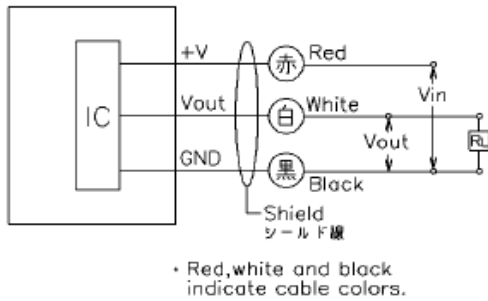 +V
赤 Red
IC
Vout
白 White
Vin
Vout
RL
GND
黒 Black
Shield
シールド線
・Red,white and black
indicate cable colors.